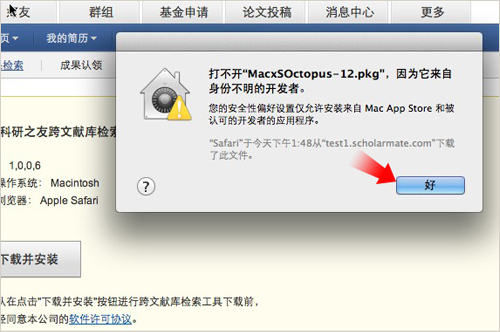 友 群组 基金申请 论文投稿 消息中心 更多
页 我的简历
检索 成果认领
打不开“MacxSOctopus-12.pkg”，因为它来自
身份不明的开发者。
您的安全性偏好设置仅允许安装来自 Mac App Store 和被
认可的开发者的应用程序。
“Safari”于今天下午1:48从“test1.scholarmate.com”下载
了此文件。
? 好
科研之友跨文献库检索
1,0,0,6
操作系统： Macintosh
浏览器： Apple Safari
下载并安装
认在点击"下载并安装"按钮进行跨文献库检索工具下载前，
经同意本公司的软件许可协议。